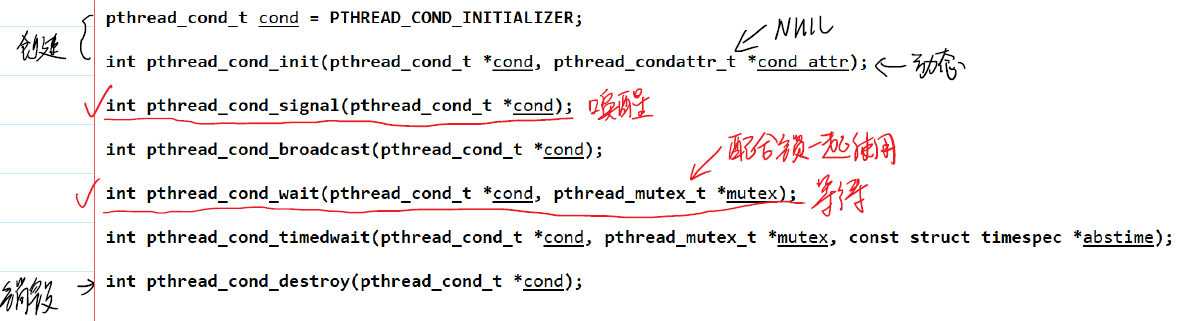 pthread_cond_t cond = PTHREAD_COND_INITIALIZER;
创建
NULL
int pthread_cond_init(pthread_cond_t *cond, pthread_condattr_t *cond_attr);
动态
int pthread_cond_signal(pthread_cond_t *cond);
唤醒
int pthread_cond_broadcast(pthread_cond_t *cond);
配合锁一起使用
int pthread_cond_wait(pthread_cond_t *cond, pthread_mutex_t *mutex);
等待
int pthread_cond_timedwait(pthread_cond_t *cond, pthread_mutex_t *mutex, const struct timespec *abstime);
销毁
int pthread_cond_destroy(pthread_cond_t *cond);